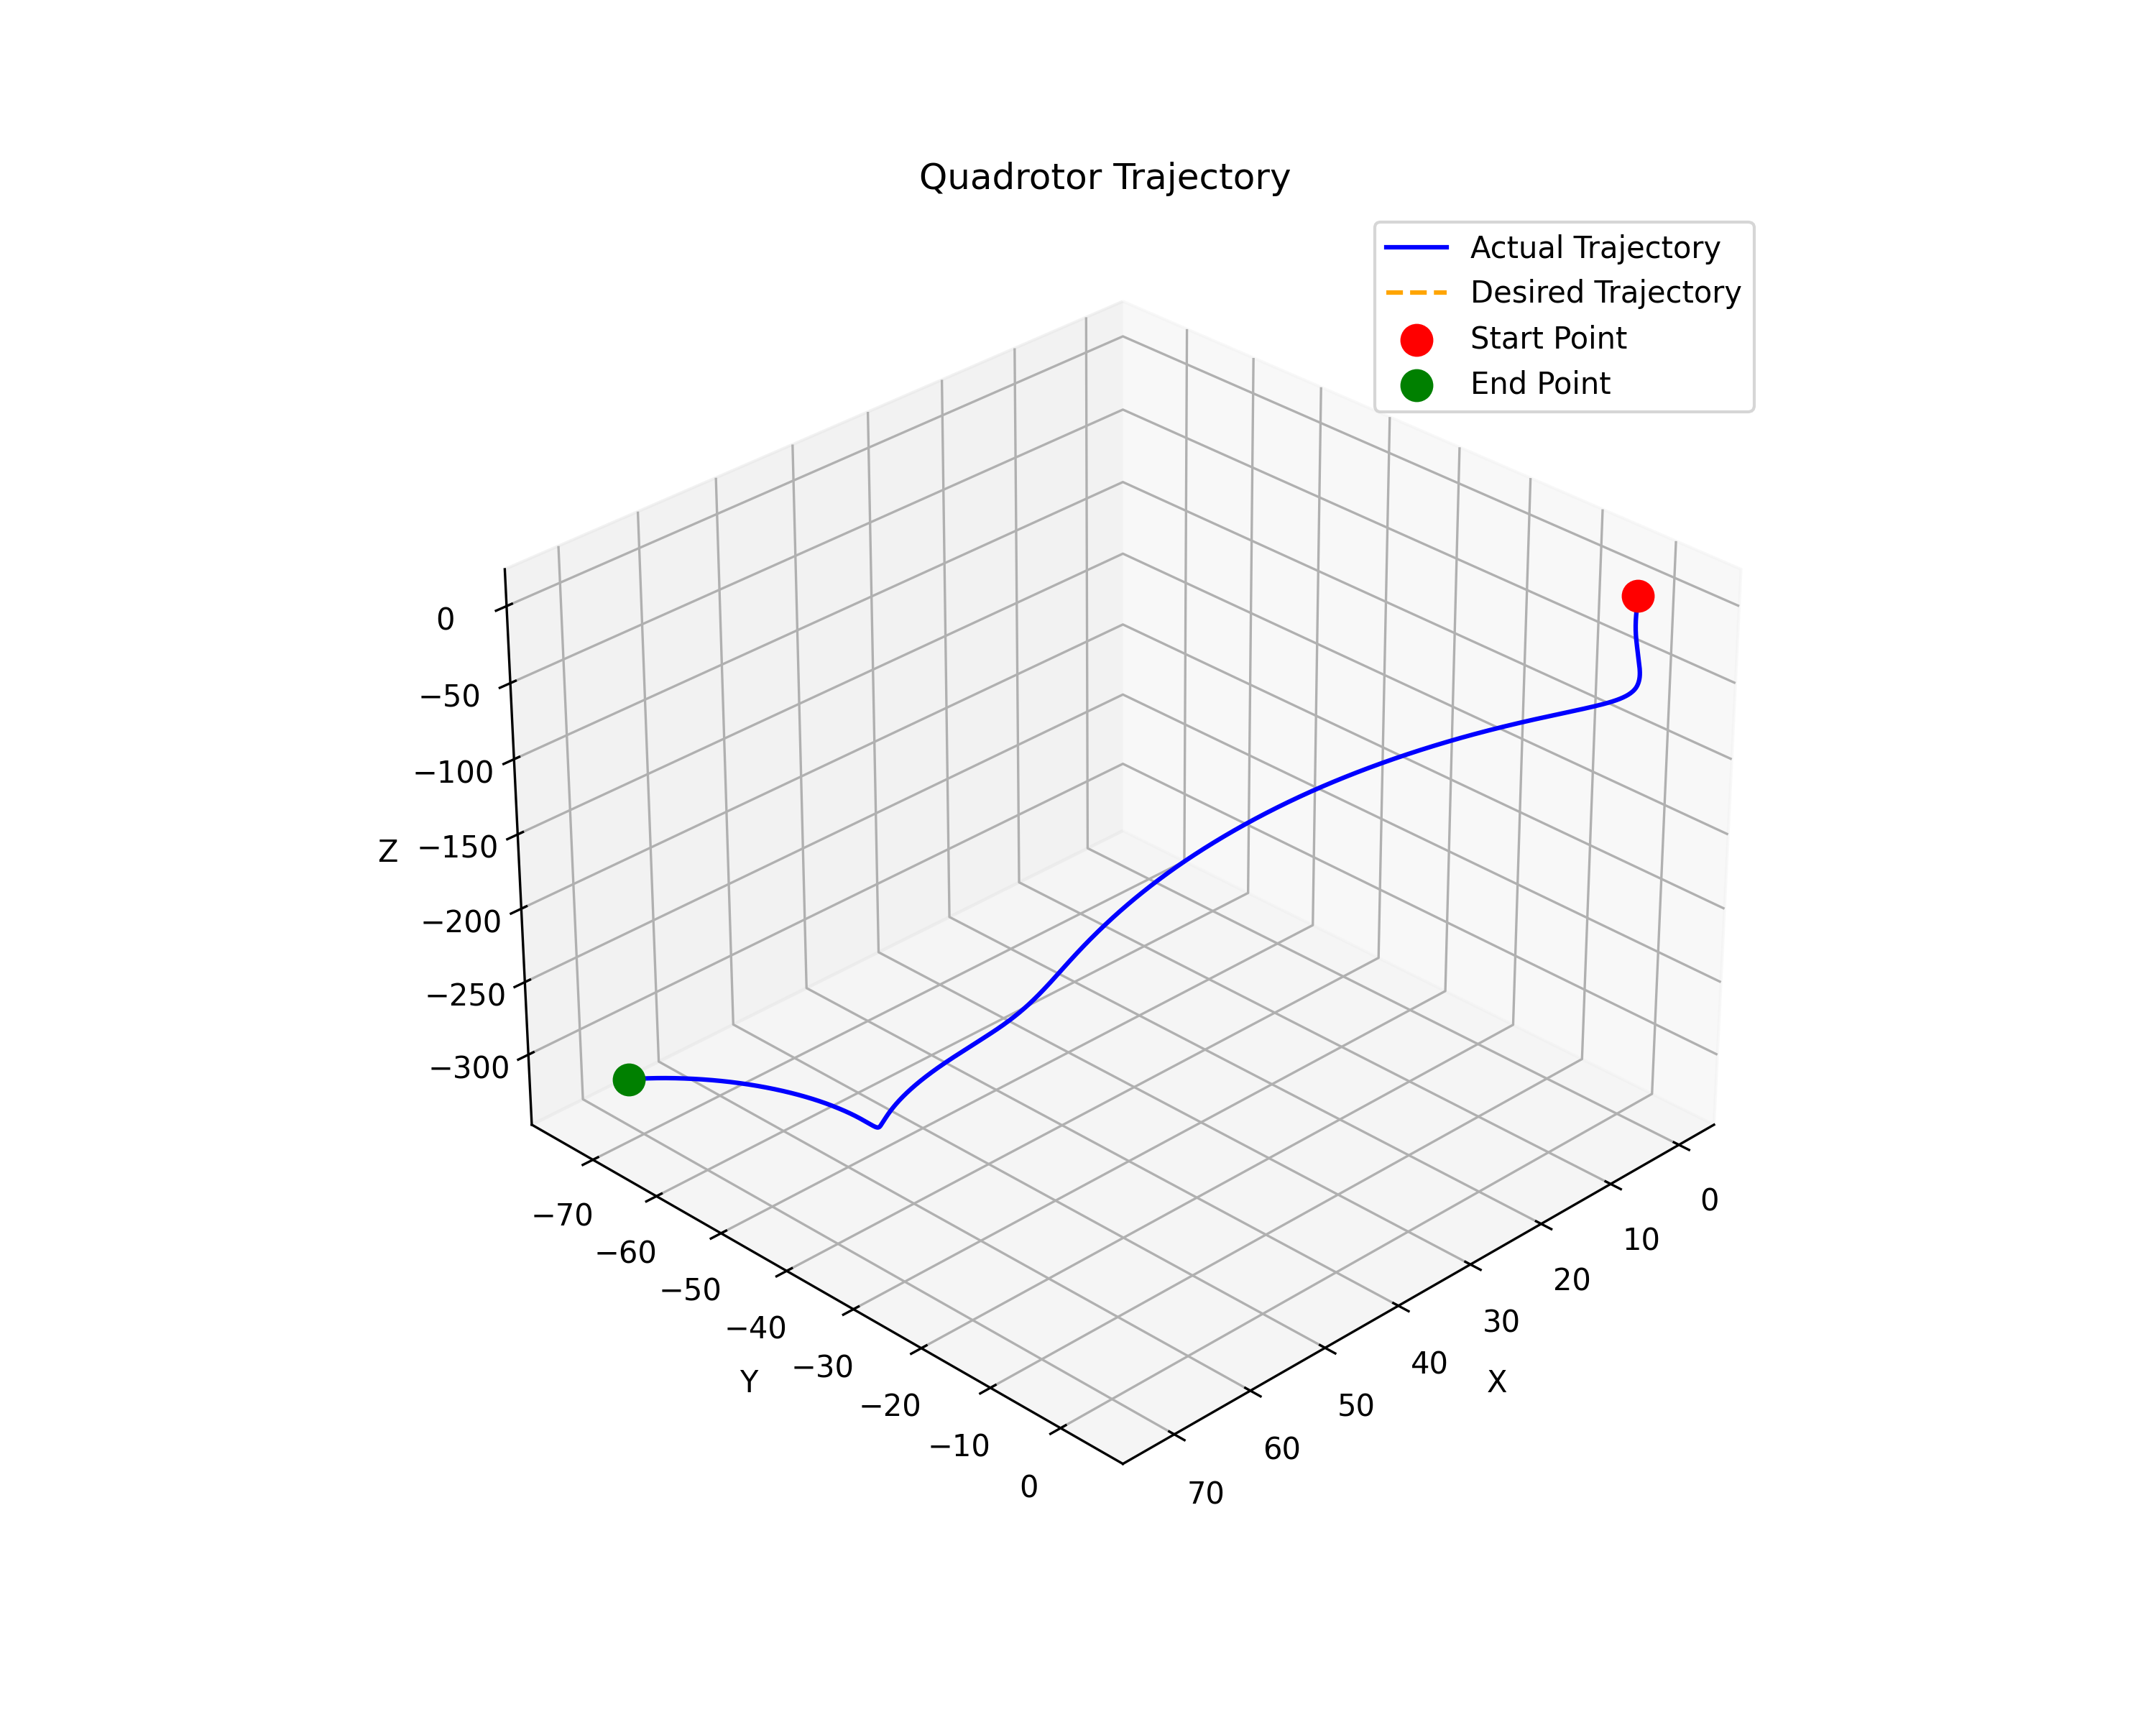 Quadrotor Trajectory
Actual Trajectory
Desired Trajectory
Start Point
End Point
0
−50
−100
−150
−200
−250
−300
Z
−70
−60
−50
−40
−30
−20
−10
0
Y
0
10
20
30
40
50
60
70
X